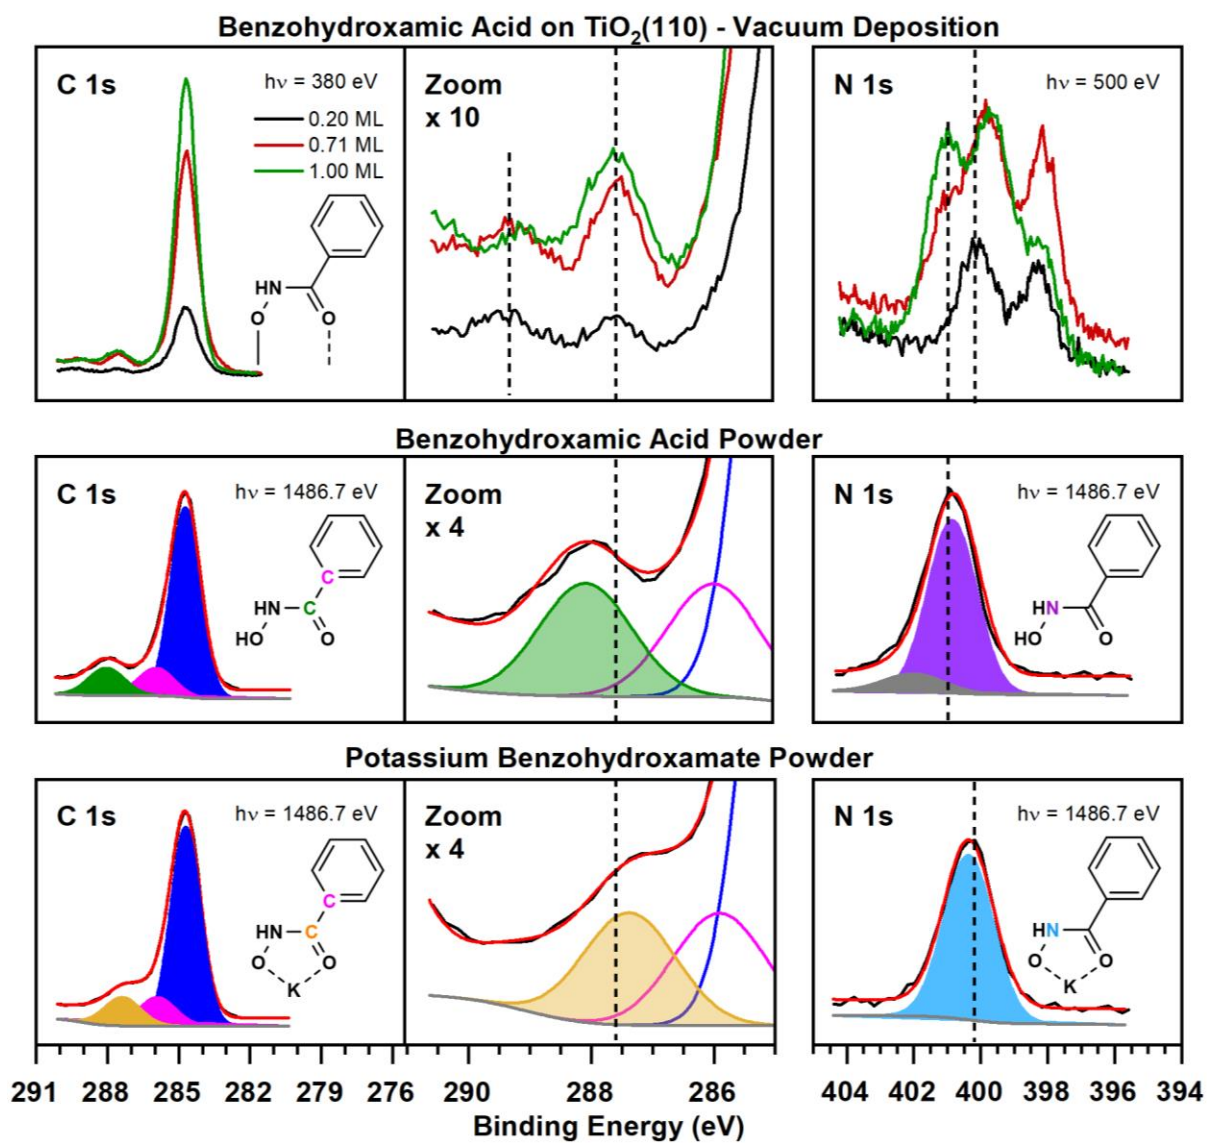 Benzohydroxamic Acid on TiO₂(110) - Vacuum Deposition
C 1s
hν = 380 eV
0.20 ML
0.71 ML
1.00 ML
HN
O
O
Zoom
x 10
N 1s
hν = 500 eV
Benzohydroxamic Acid Powder
C 1s
hν = 1486.7 eV
C
HN
C
HO
O
Zoom
x 4
N 1s
hν = 1486.7 eV
HN
HO
O
Potassium Benzohydroxamate Powder
C 1s
hν = 1486.7 eV
C
HN
C
O
O
K
Zoom
x 4
N 1s
hν = 1486.7 eV
HN
O
O
K
291 288 285 282 279 276
290 288 286
404 402 400 398 396 394
Binding Energy (eV)